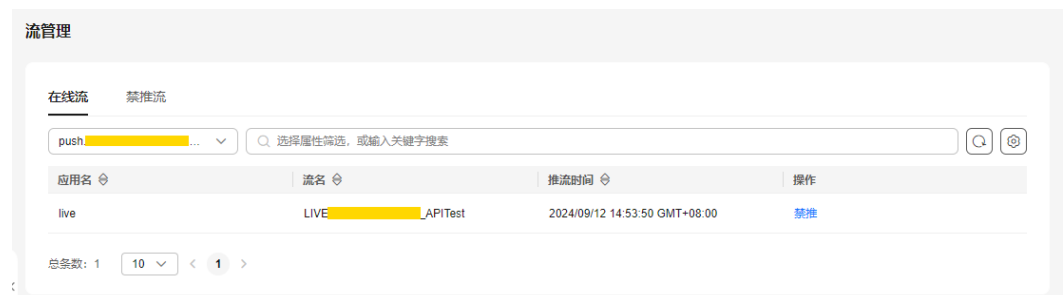 流管理
在线流 禁推流
push. ... 选择属性筛选，或输入关键字搜索
应用名 流名 推流时间 操作
live LIVE _APITest 2024/09/12 14:53:50 GMT+08:00 禁推
总条数：1 10 1